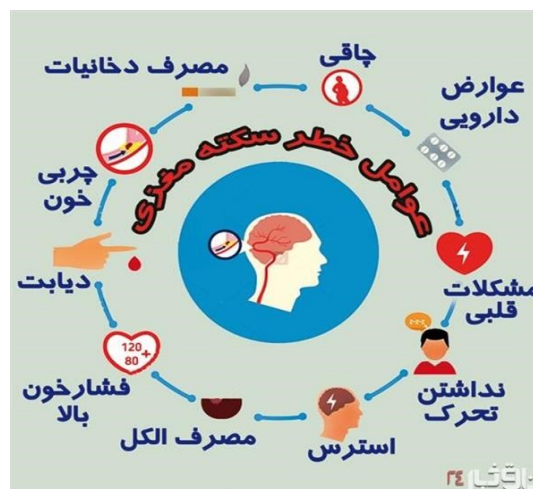 عوامل خطر سکته مغزی
چاقی
عوارض
دارویی
مشکلات
قلبی
نداشتن
تحرک
استرس
مصرف الکل
120
80 +
فشارخون
بالا
دیابت
چربی
خون
مصرف دخانیات
۲۴